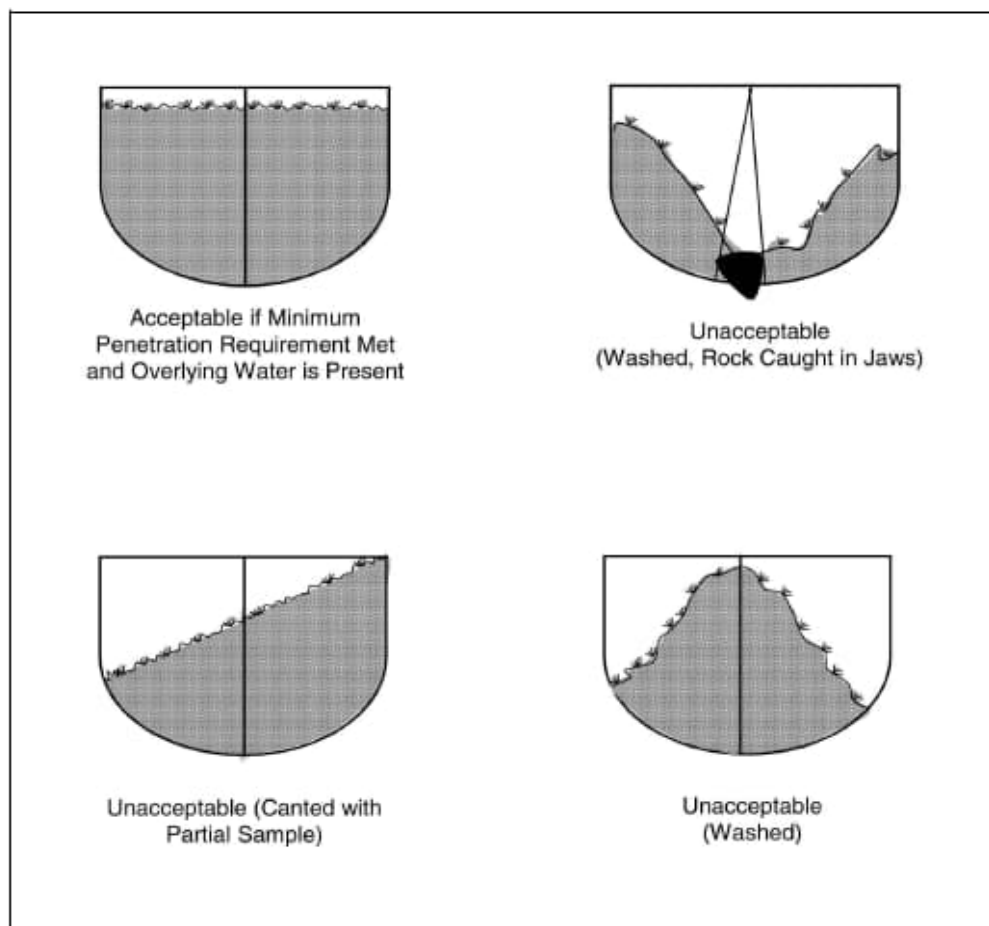 Acceptable if Minimum
Penetration Requirement Met
and Overlying Water is Present
Unacceptable
(Washed, Rock Caught in Jaws)
Unacceptable (Canted with
Partial Sample)
Unacceptable
(Washed)